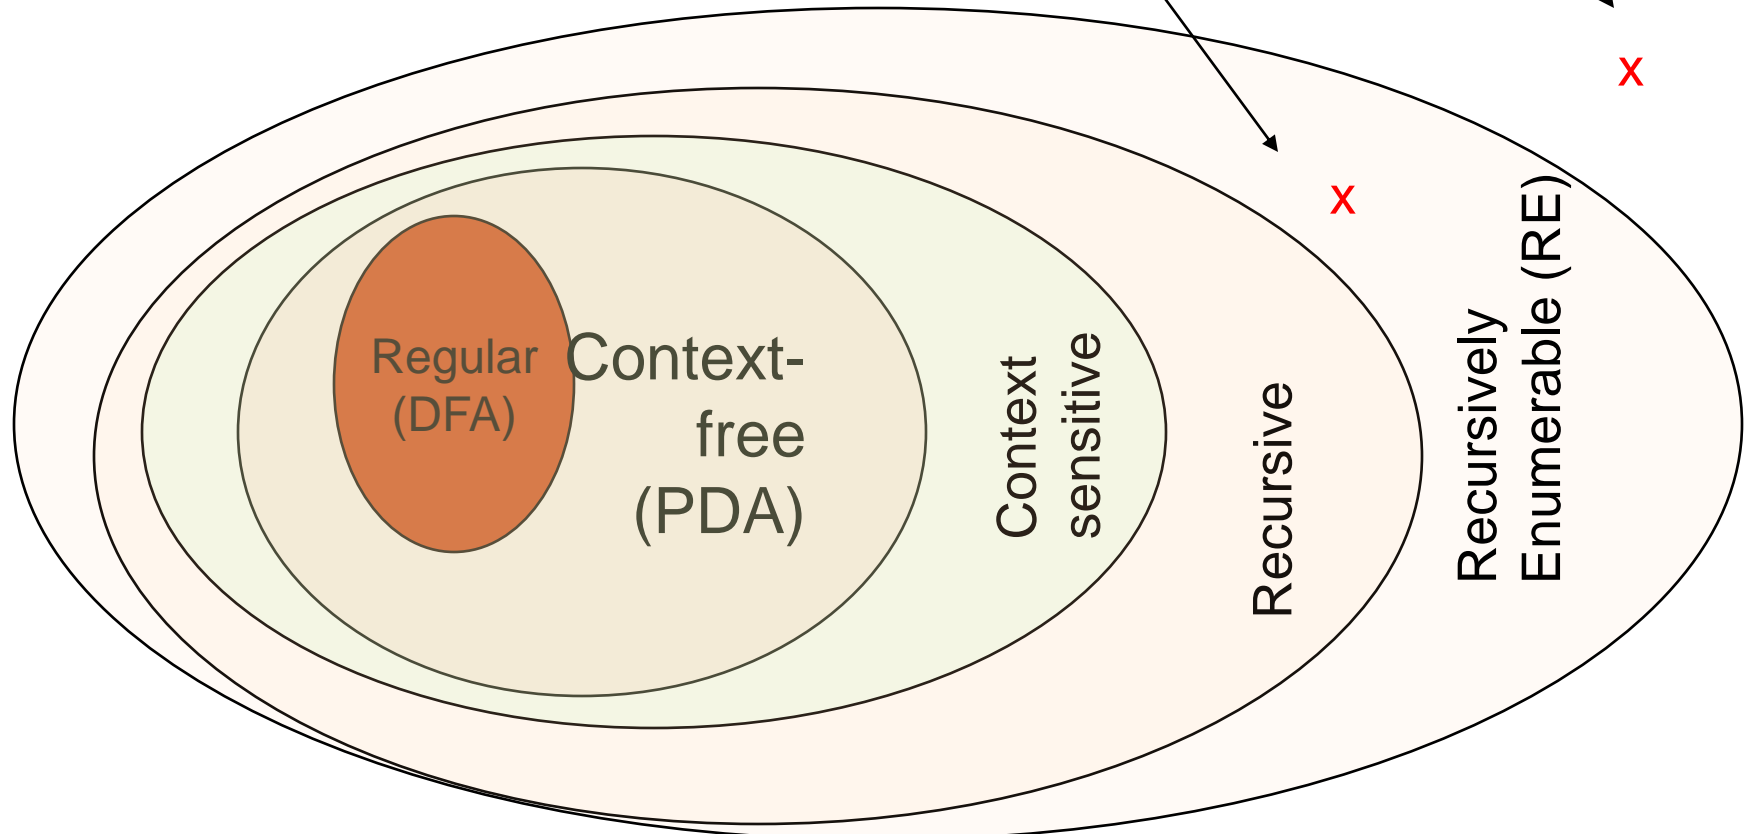 x
x
Regular
(DFA)
Context-
free
(PDA)
Context
sensitive
Recursive
Recursively
Enumerable (RE)